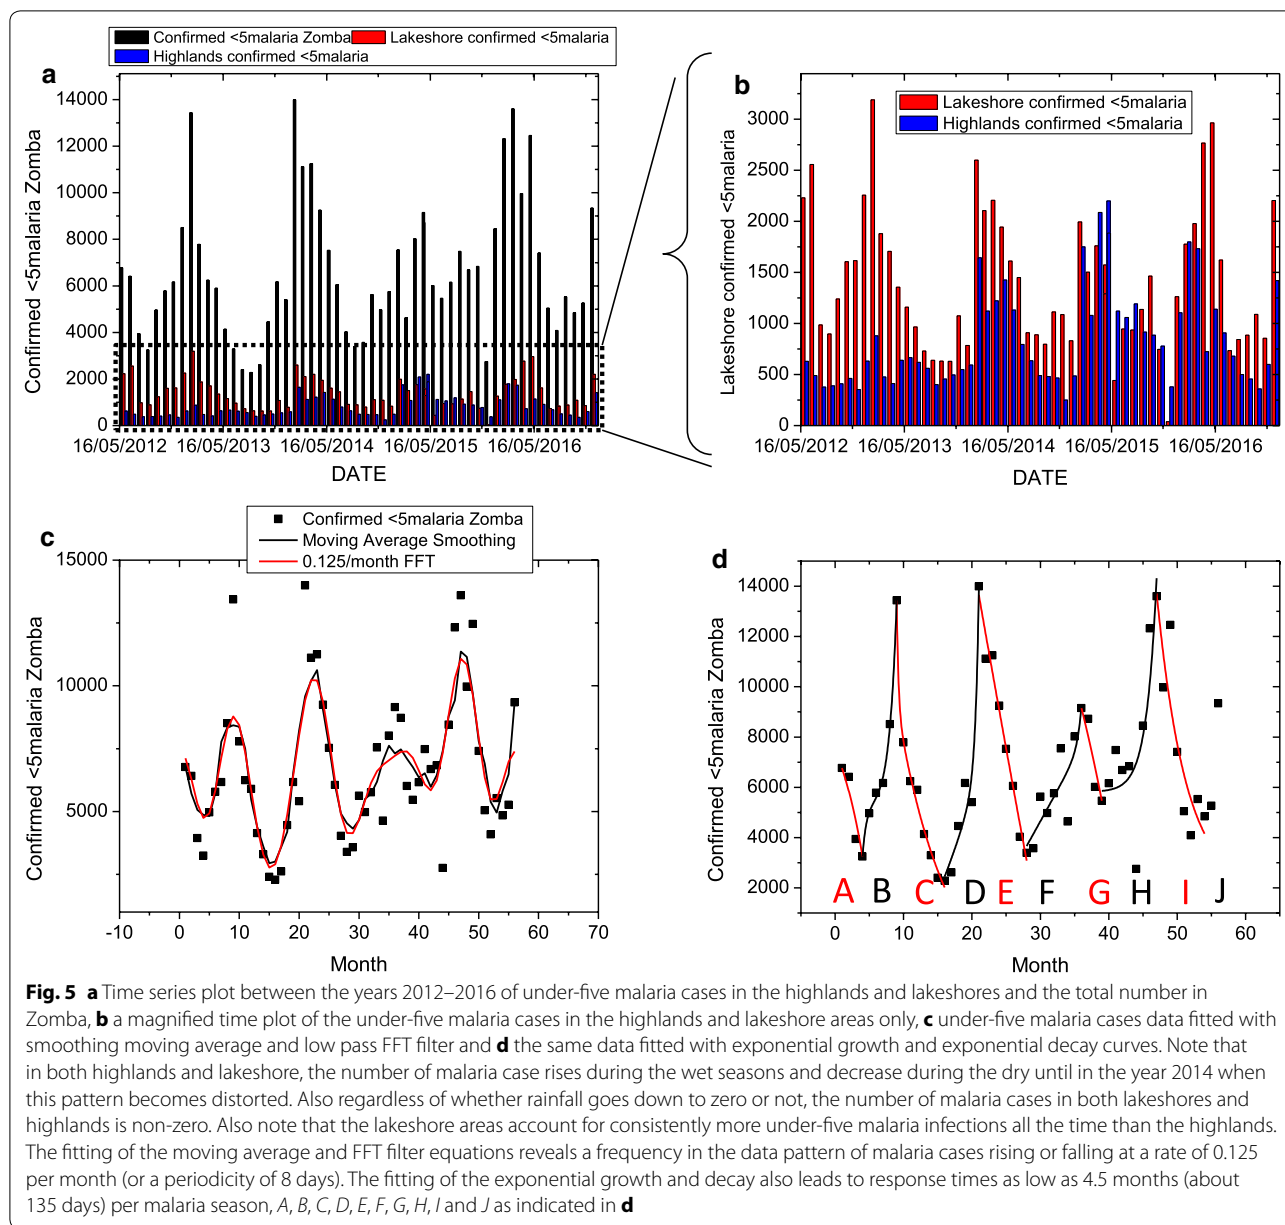 Confirmed <5malaria Zomba Lakeshore confirmed <5malaria
Highlands confirmed <5malaria
a
14000
12000
10000
8000
6000
4000
2000
0
Confirmed <5malaria Zomba
16/05/2012 16/05/2013 16/05/2014 16/05/2015 16/05/2016
DATE
b
Lakeshore confirmed <5malaria
Highlands confirmed <5malaria
3000
2500
2000
1500
1000
500
0
Lakeshore confirmed <5malaria
16/05/2012 16/05/2013 16/05/2014 16/05/2015 16/05/2016
DATE
c
Confirmed <5malaria Zomba
Moving Average Smoothing
0.125/month FFT
15000
10000
5000
Confirmed <5malaria Zomba
-10 0 10 20 30 40 50 60 70
Month
d
14000
12000
10000
8000
6000
4000
2000
Confirmed <5malaria Zomba
A B C D E F G H I J
0 10 20 30 40 50 60
Month
Fig. 5 a Time series plot between the years 2012–2016 of under-five malaria cases in the highlands and lakeshores and the total number in
Zomba, b a magnified time plot of the under-five malaria cases in the highlands and lakeshore areas only, c under-five malaria cases data fitted with
smoothing moving average and low pass FFT filter and d the same data fitted with exponential growth and exponential decay curves. Note that
in both highlands and lakeshore, the number of malaria case rises during the wet seasons and decrease during the dry until in the year 2014 when
this pattern becomes distorted. Also regardless of whether rainfall goes down to zero or not, the number of malaria cases in both lakeshores and
highlands is non-zero. Also note that the lakeshore areas account for consistently more under-five malaria infections all the time than the highlands.
The fitting of the moving average and FFT filter equations reveals a frequency in the data pattern of malaria cases rising or falling at a rate of 0.125
per month (or a periodicity of 8 days). The fitting of the exponential growth and decay also leads to response times as low as 4.5 months (about
135 days) per malaria season, A, B, C, D, E, F, G, H, I and J as indicated in d